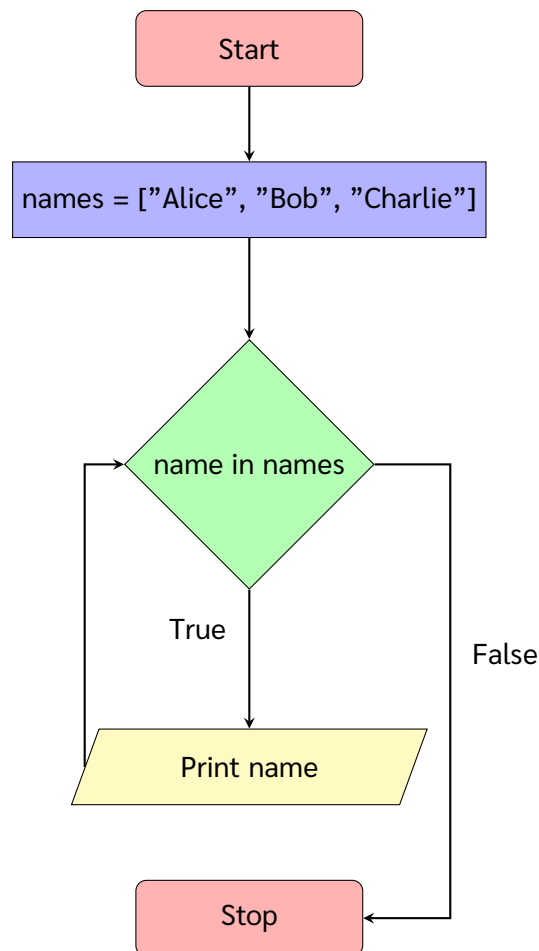 Start
names = [”Alice”, ”Bob”, ”Charlie”]
name in names
True
False
Print name
Stop